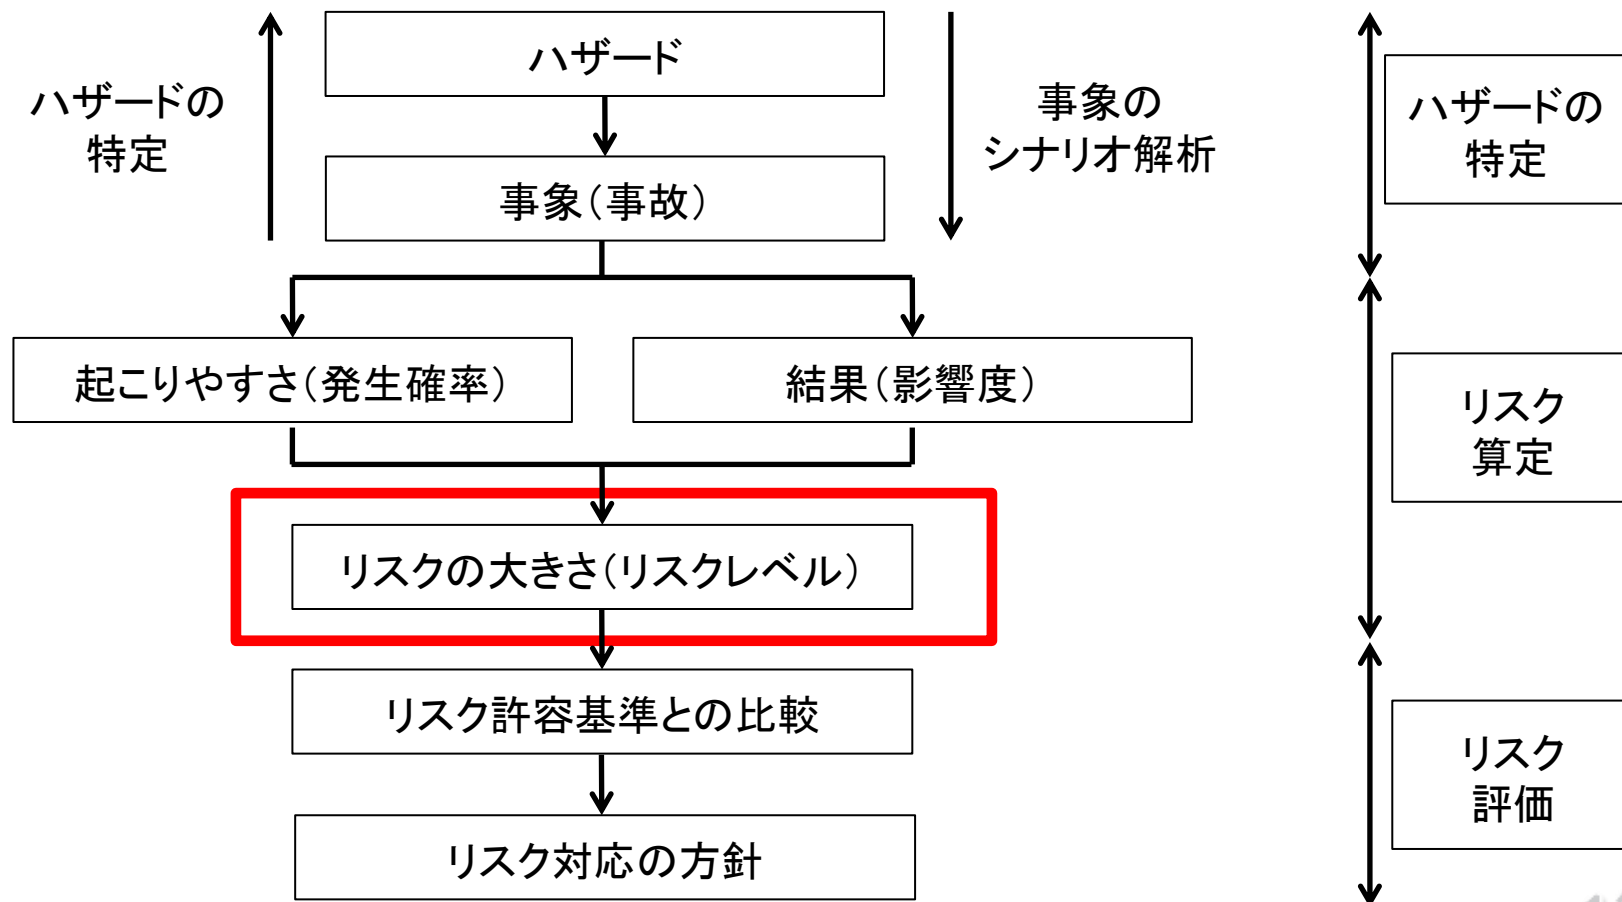 ハザード
ハザードの
特定
事象の
シナリオ解析
ハザードの
特定
事象(事故)
起こりやすさ(発生確率)
結果(影響度)
リスク
算定
リスクの大きさ(リスクレベル)
リスク許容基準との比較
リスク
評価
リスク対応の方針